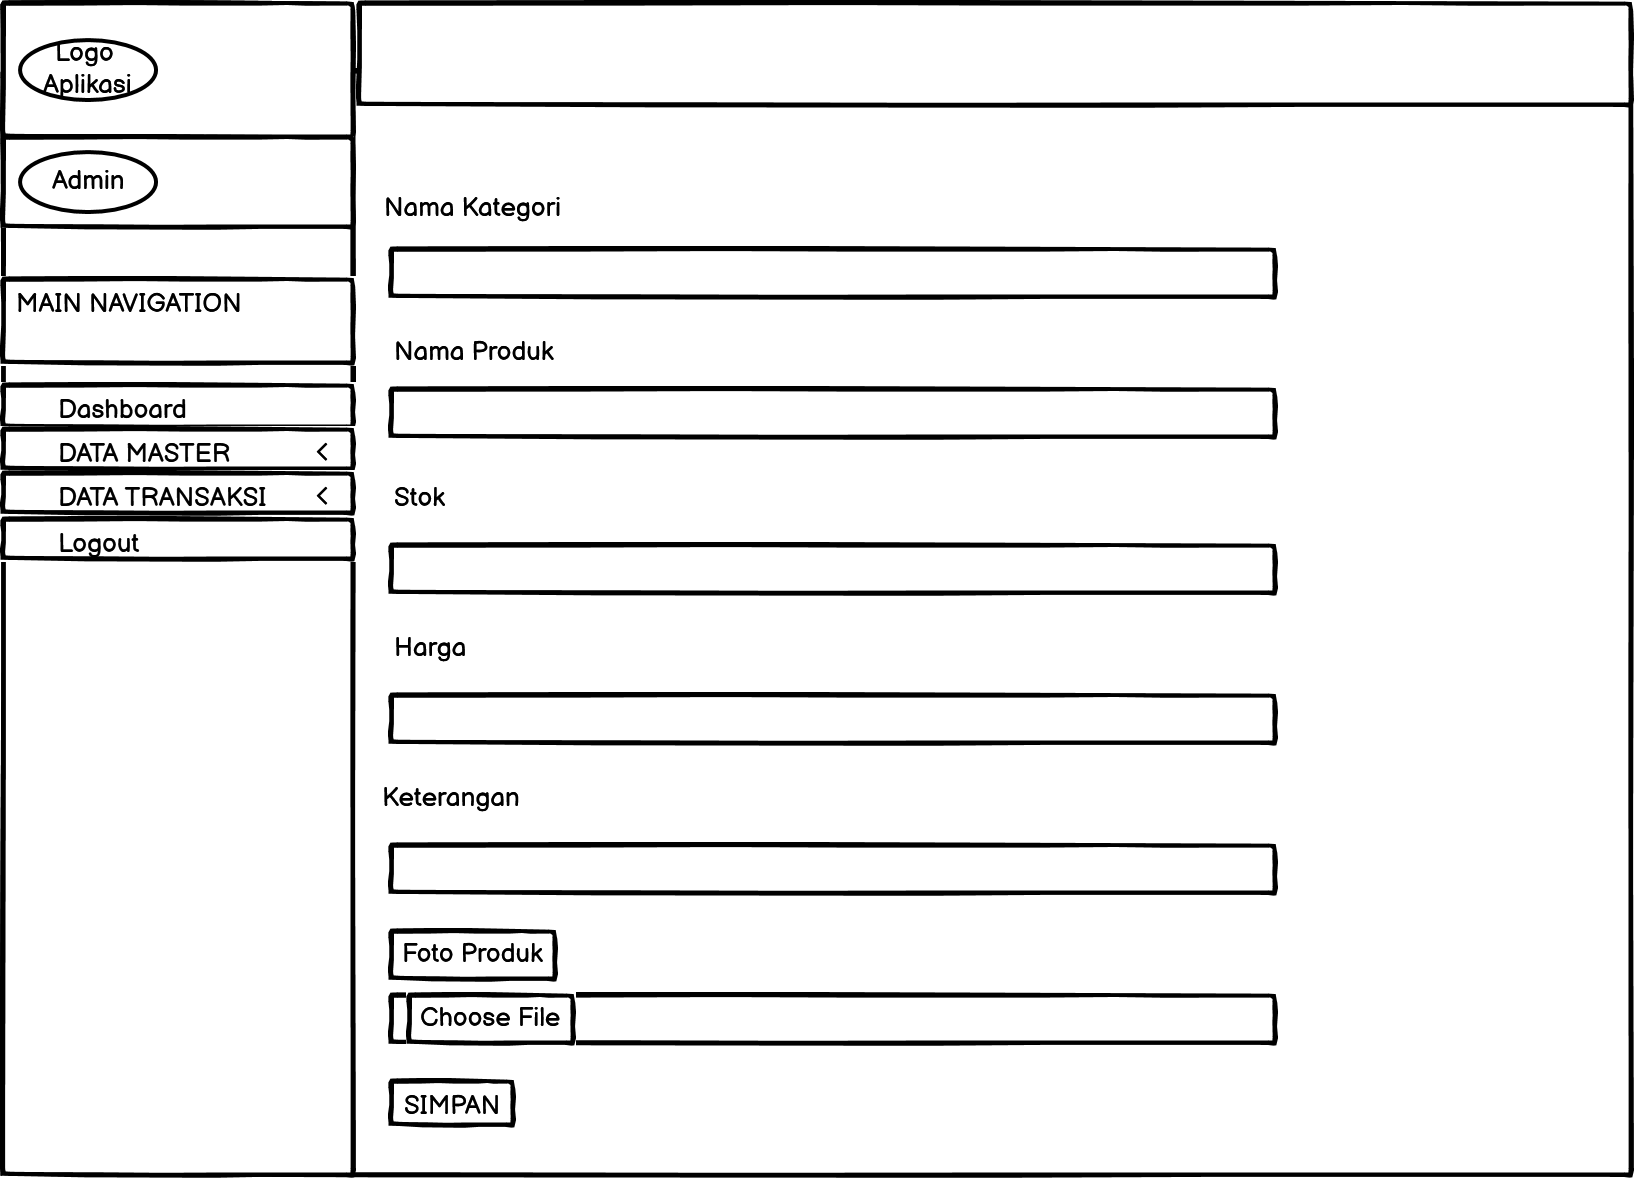 Logo
Aplikasi
Admin
MAIN NAVIGATION
Dashboard
DATA MASTER <
DATA TRANSAKSI <
Logout
Nama Kategori
Nama Produk
Stok
Harga
Keterangan
Foto Produk
Choose File
SIMPAN